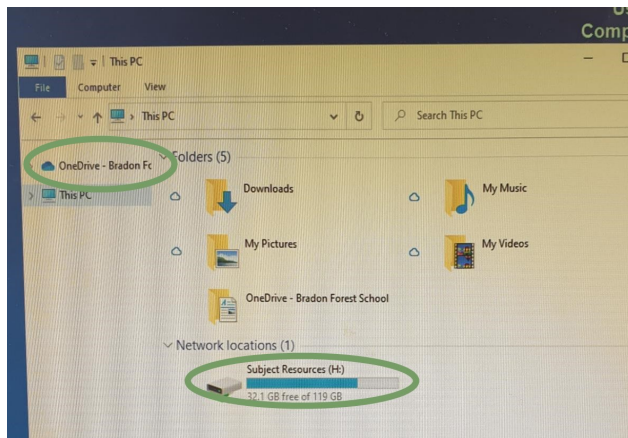 Comp
This PC
File Computer View
This PC
Search This PC
OneDrive - Bradon Fc
This PC
Folders (5)
Downloads
My Music
My Pictures
My Videos
OneDrive - Bradon Forest School
Network locations (1)
Subject Resources (H:)
32.1 GB free of 119 GB